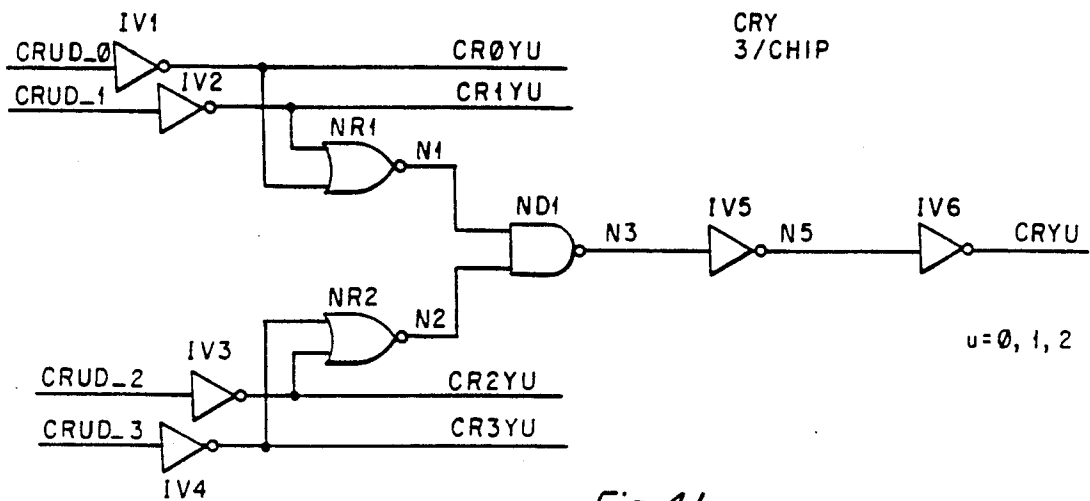 IV1
CRY
3/CHIP
CRUD_0
CRØYU
IV2
CRUD_1
CR1YU
NR1
N1
ND1
IV5
IV6
N3
N5
CRYU
NR2
N2
u=Ø, 1, 2
IV3
CRUD_2
CR2YU
CRUD_3
CR3YU
IV4